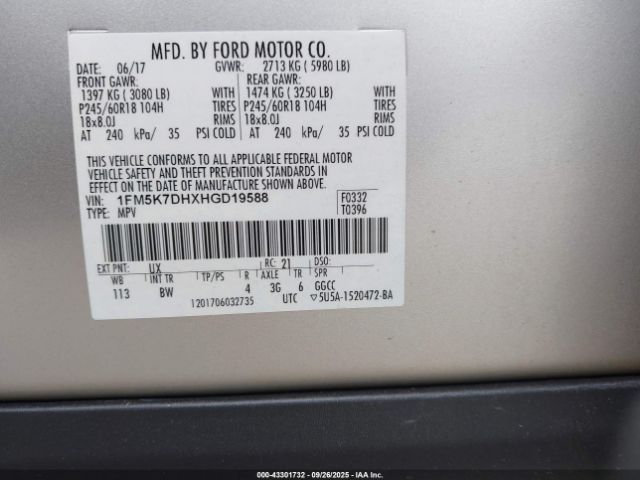 MFD. BY FORD MOTOR CO.
DATE: 06/17 GVWR: 2713 KG ( 5980 LB)
FRONT GAWR: REAR GAWR:
1397 KG ( 3080 LB) WITH 1474 KG ( 3250 LB) WITH
P245/60R18 104H TIRES P245/60R18 104H TIRES
18x8.0J RIMS 18x8.0J RIMS
AT 240 kPa/ 35 PSI COLD AT 240 kPa/ 35 PSI COLD
THIS VEHICLE CONFORMS TO ALL APPLICABLE FEDERAL MOTOR
VEHICLE SAFETY AND THEFT PREVENTION STANDARDS IN
EFFECT ON THE DATE OF MANUFACTURE SHOWN ABOVE.
VIN: 1FM5K7DHXHGD19588 F0332
TYPE: MPV T0396
EXT PNT: UX RC: 21
WB INT TR TP/PS R AXLE TR SPR
113 BW 4 3G 6 GGCC
1201706032735 UTC ▽5U5A-1520472-BA
000-43301732 - 09/26/2025 - IAA, Inc.